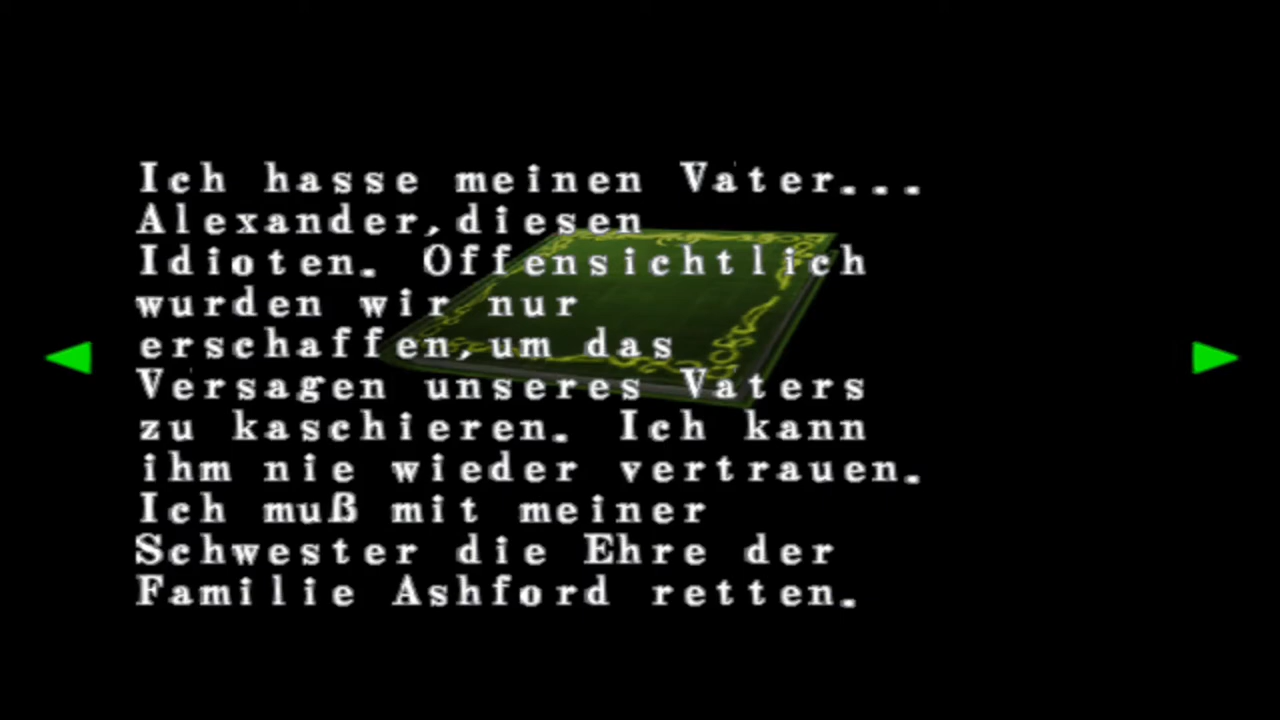 Ich hasse meinen Vater...
Alexander,diesen
Idioten. Offensichtlich
wurden wir nur
erschaffen,um das
Versagen unseres Vaters
zu kaschieren. Ich kann
ihm nie wieder vertrauen.
Ich muß mit meiner
Schwester die Ehre der
Familie Ashford retten.